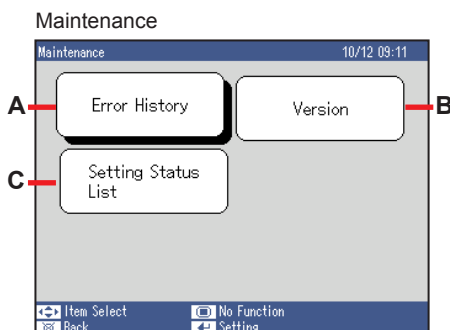 Maintenance
Maintenance 10/12 09:11
A Error History Version B
C Setting Status
List
Item Select No Function
Back Setting